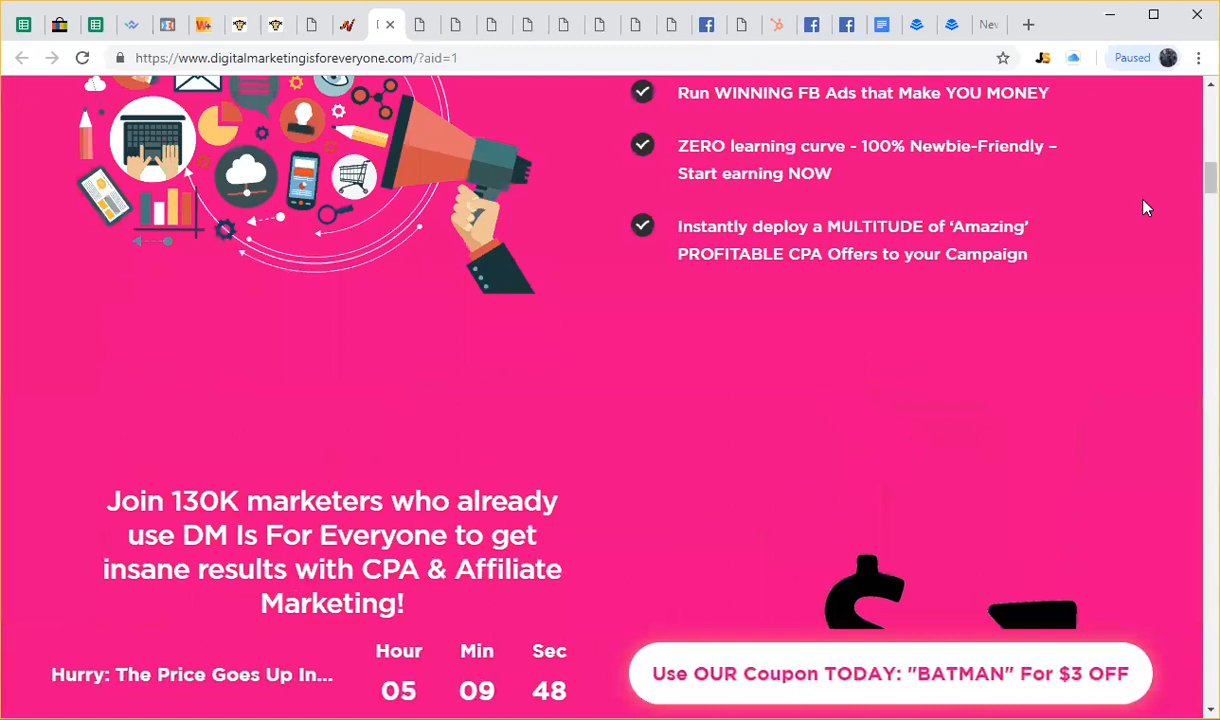 Nev
https://www.digitalmarketingisforeveryone.com/?aid=1
JS
Paused
Run WINNING FB Ads that Make YOU MONEY
ZERO learning curve - 100% Newbie-Friendly –
Start earning NOW
Instantly deploy a MULTITUDE of ‘Amazing’
PROFITABLE CPA Offers to your Campaign
Join 130K marketers who already
use DM Is For Everyone to get
insane results with CPA & Affiliate
Marketing!
$
Hurry: The Price Goes Up In...
Hour Min Sec
05 09 48
Use OUR Coupon TODAY: "BATMAN" For $3 OFF